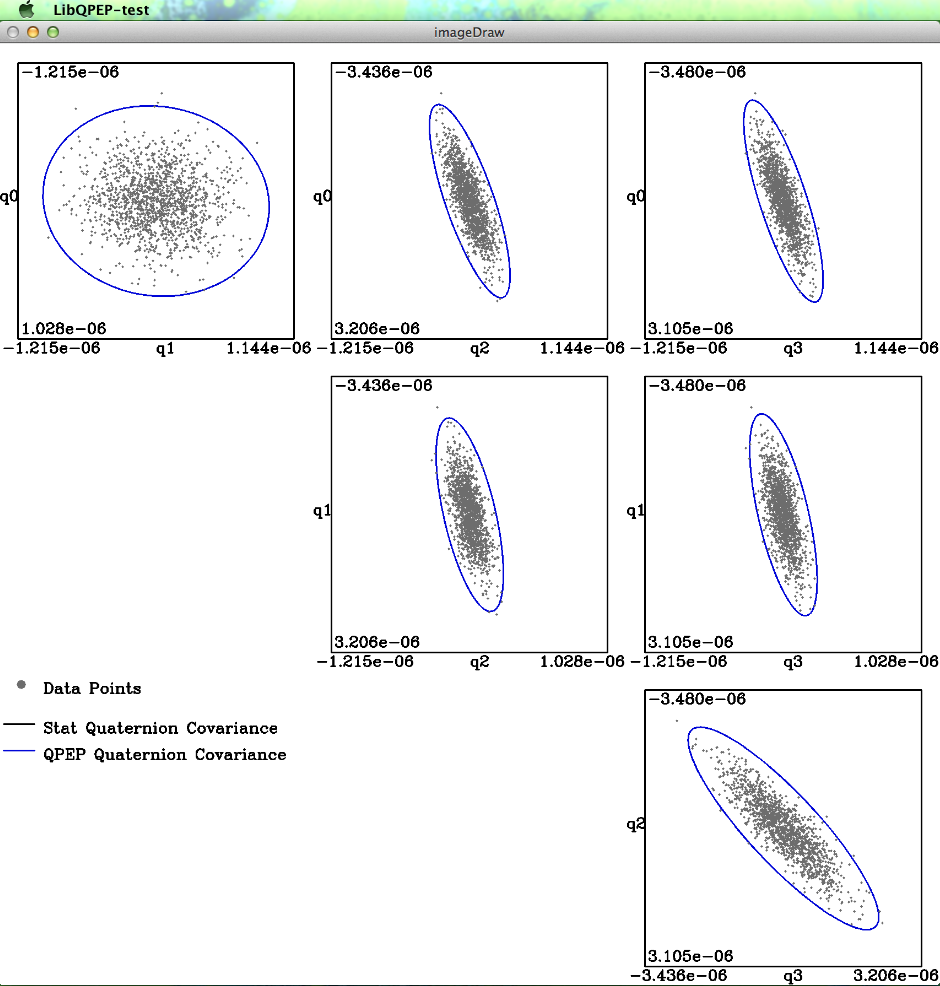 LibQPEP-test
imageDraw
−1.215e−06
q0
1.028e−06
−1.215e−06 q1 1.144e−06
−3.436e−06
q0
3.206e−06
−1.215e−06 q2 1.144e−06
−3.480e−06
q0
3.105e−06
−1.215e−06 q3 1.144e−06
−3.436e−06
q1
3.206e−06
−1.215e−06 q2 1.028e−06
−3.480e−06
q1
3.105e−06
−1.215e−06 q3 1.028e−06
Data Points
Stat Quaternion Covariance
QPEP Quaternion Covariance
−3.480e−06
q2
3.105e−06
−3.436e−06 q3 3.206e−06